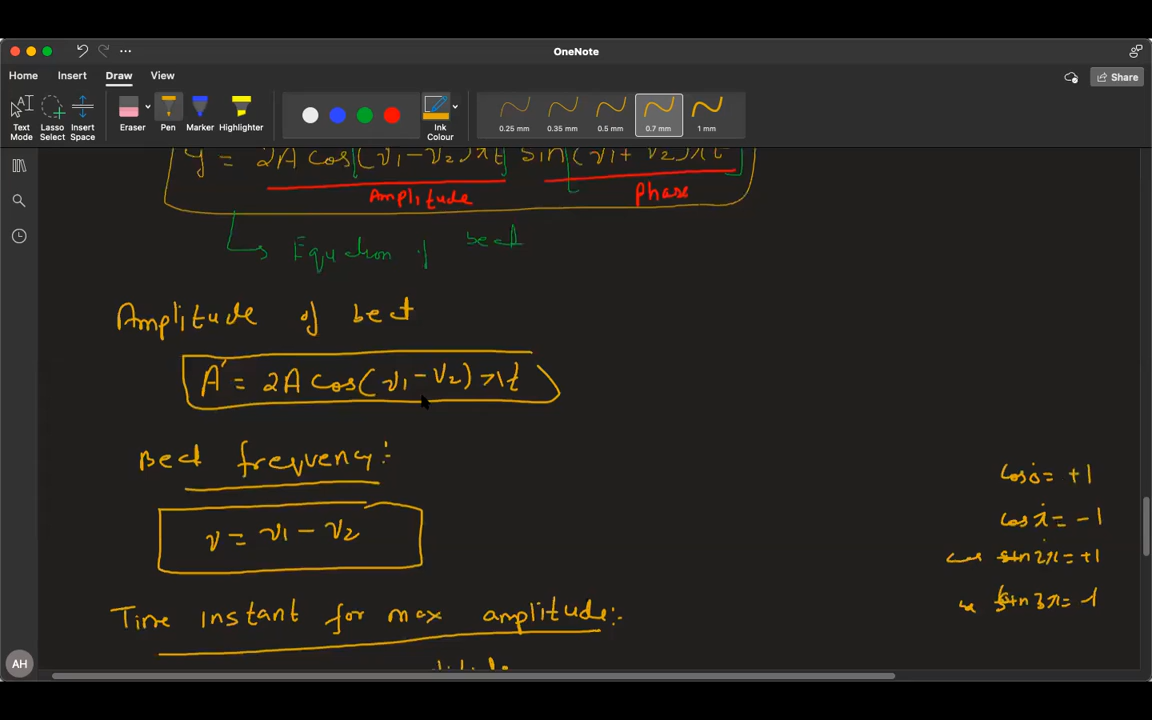 OneNote
Home Insert Draw View
Share
Text Mode
Lasso Select
Insert Space
Eraser
Pen
Marker
Highlighter
Ink Colour
0.25 mm
0.35 mm
0.5 mm
0.7 mm
1 mm
y = 2A Cos(ν1-ν2)πt Sin(ν1+ν2)πt
Amplitude Phase
Equation of beat
Amplitude of beat
A' = 2A Cos(ν1-ν2)πt
Beat frequency:
ν = ν1 - ν2
Time instant for max amplitude:
Cos0 = +1
Cosπ = -1
Cos 2π = +1
3π = -1
AH